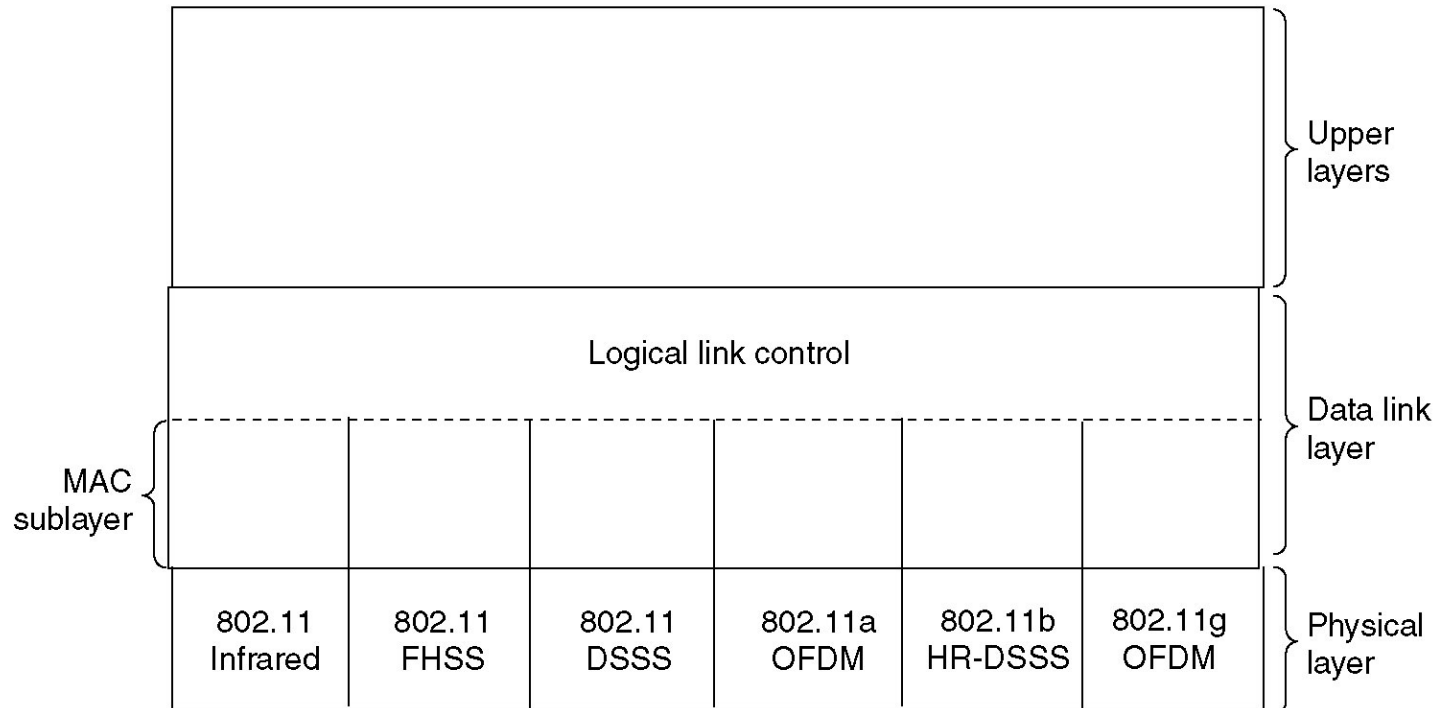 Upper
layers
Logical link control
Data link
layer
MAC
sublayer
802.11
Infrared
802.11
FHSS
802.11
DSSS
802.11a
OFDM
802.11b
HR-DSSS
802.11g
OFDM
Physical
layer